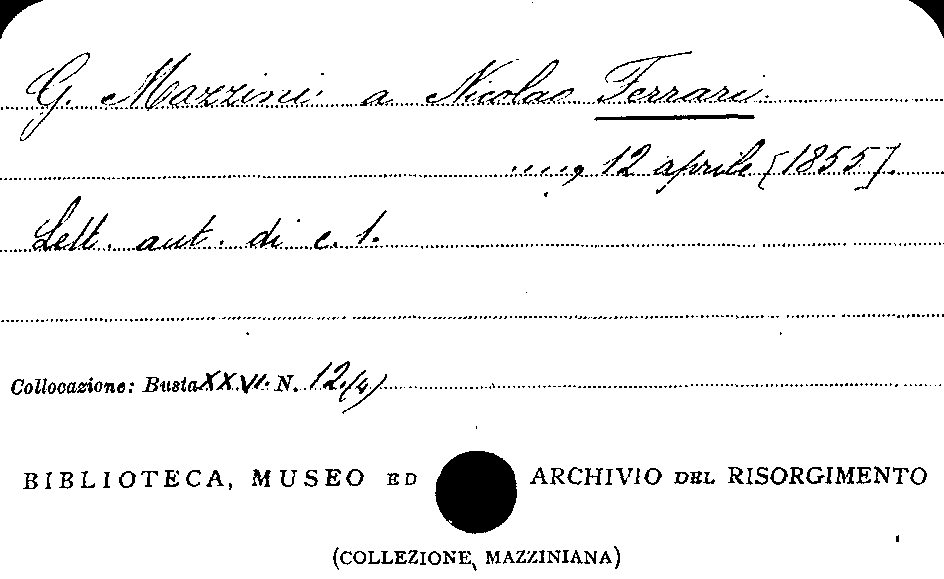 G. Mazzini a Nicolao Ferrari.
...., 12 aprile [1855].
Lett. aut. di c. 1.
Collocazione: Busta XXVI. N. 12.(4)
BIBLIOTECA, MUSEO ED ARCHIVIO DEL RISORGIMENTO
(COLLEZIONE MAZZINIANA)